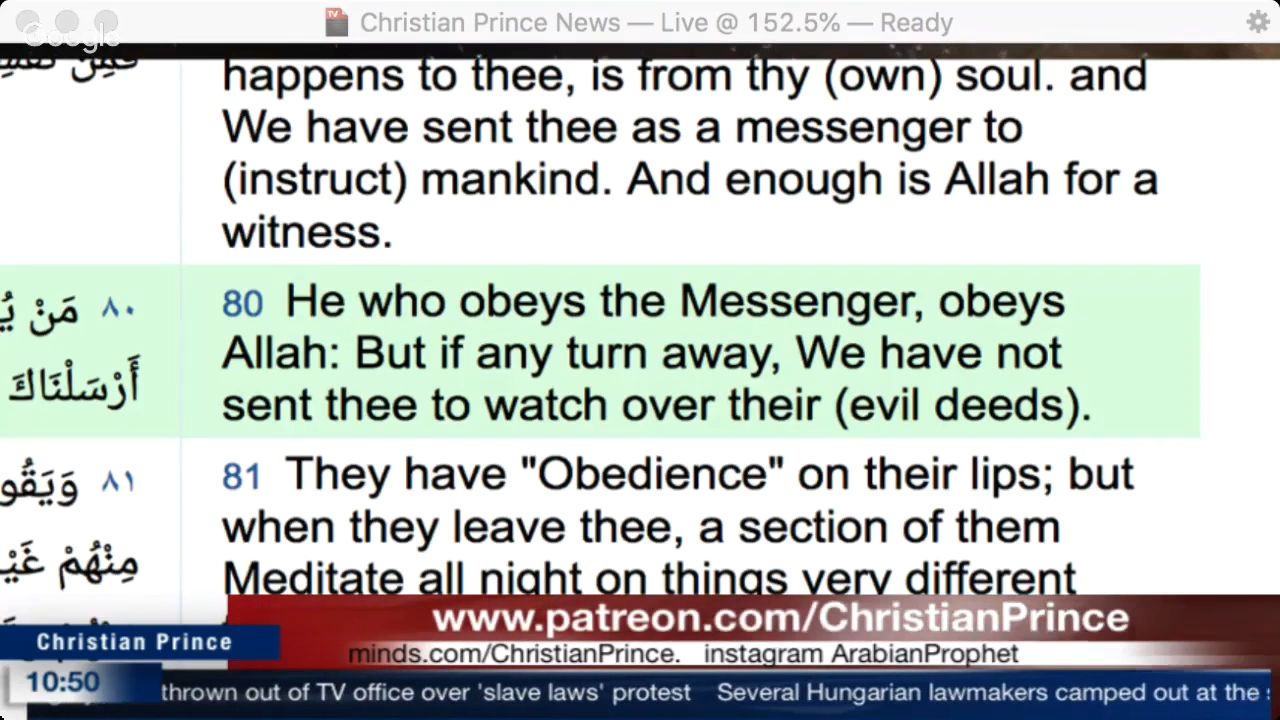 Christian Prince News — Live @ 152.5% — Ready
Google
happens to thee, is from thy (own) soul. and
We have sent thee as a messenger to
(instruct) mankind. And enough is Allah for a
witness.
80 He who obeys the Messenger, obeys
Allah: But if any turn away, We have not
sent thee to watch over their (evil deeds).
٨٠ مَنْ
أَرْسَلْنَاكَ
81 They have "Obedience" on their lips; but
when they leave thee, a section of them
Meditate all night on things very different
٨١
مِنْهُمْ
www.patreon.com/ChristianPrince
Christian Prince
minds.com/ChristianPrince. instagram ArabianProphet
10:50
thrown out of TV office over 'slave laws' protest Several Hungarian lawmakers camped out at the